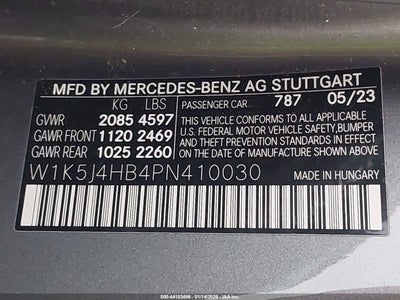 MFD BY MERCEDES-BENZ AG STUTTGART
KG LBS
PASSENGER CAR 787 05/23
GVWR 2085 4597
GAWR FRONT 1120 2469
GAWR REAR 1025 2260
THIS VEHICLE CONFORMS TO ALL APPLICABLE
U.S. FEDERAL MOTOR VEHICLE SAFETY,BUMPER
AND THEFT PREVENTION STANDARDS IN EFFECT
ON THE DATE OF MANUFACTURE SHOWN ABOVE.
W1K5J4HB4PN410030
MADE IN HUNGARY